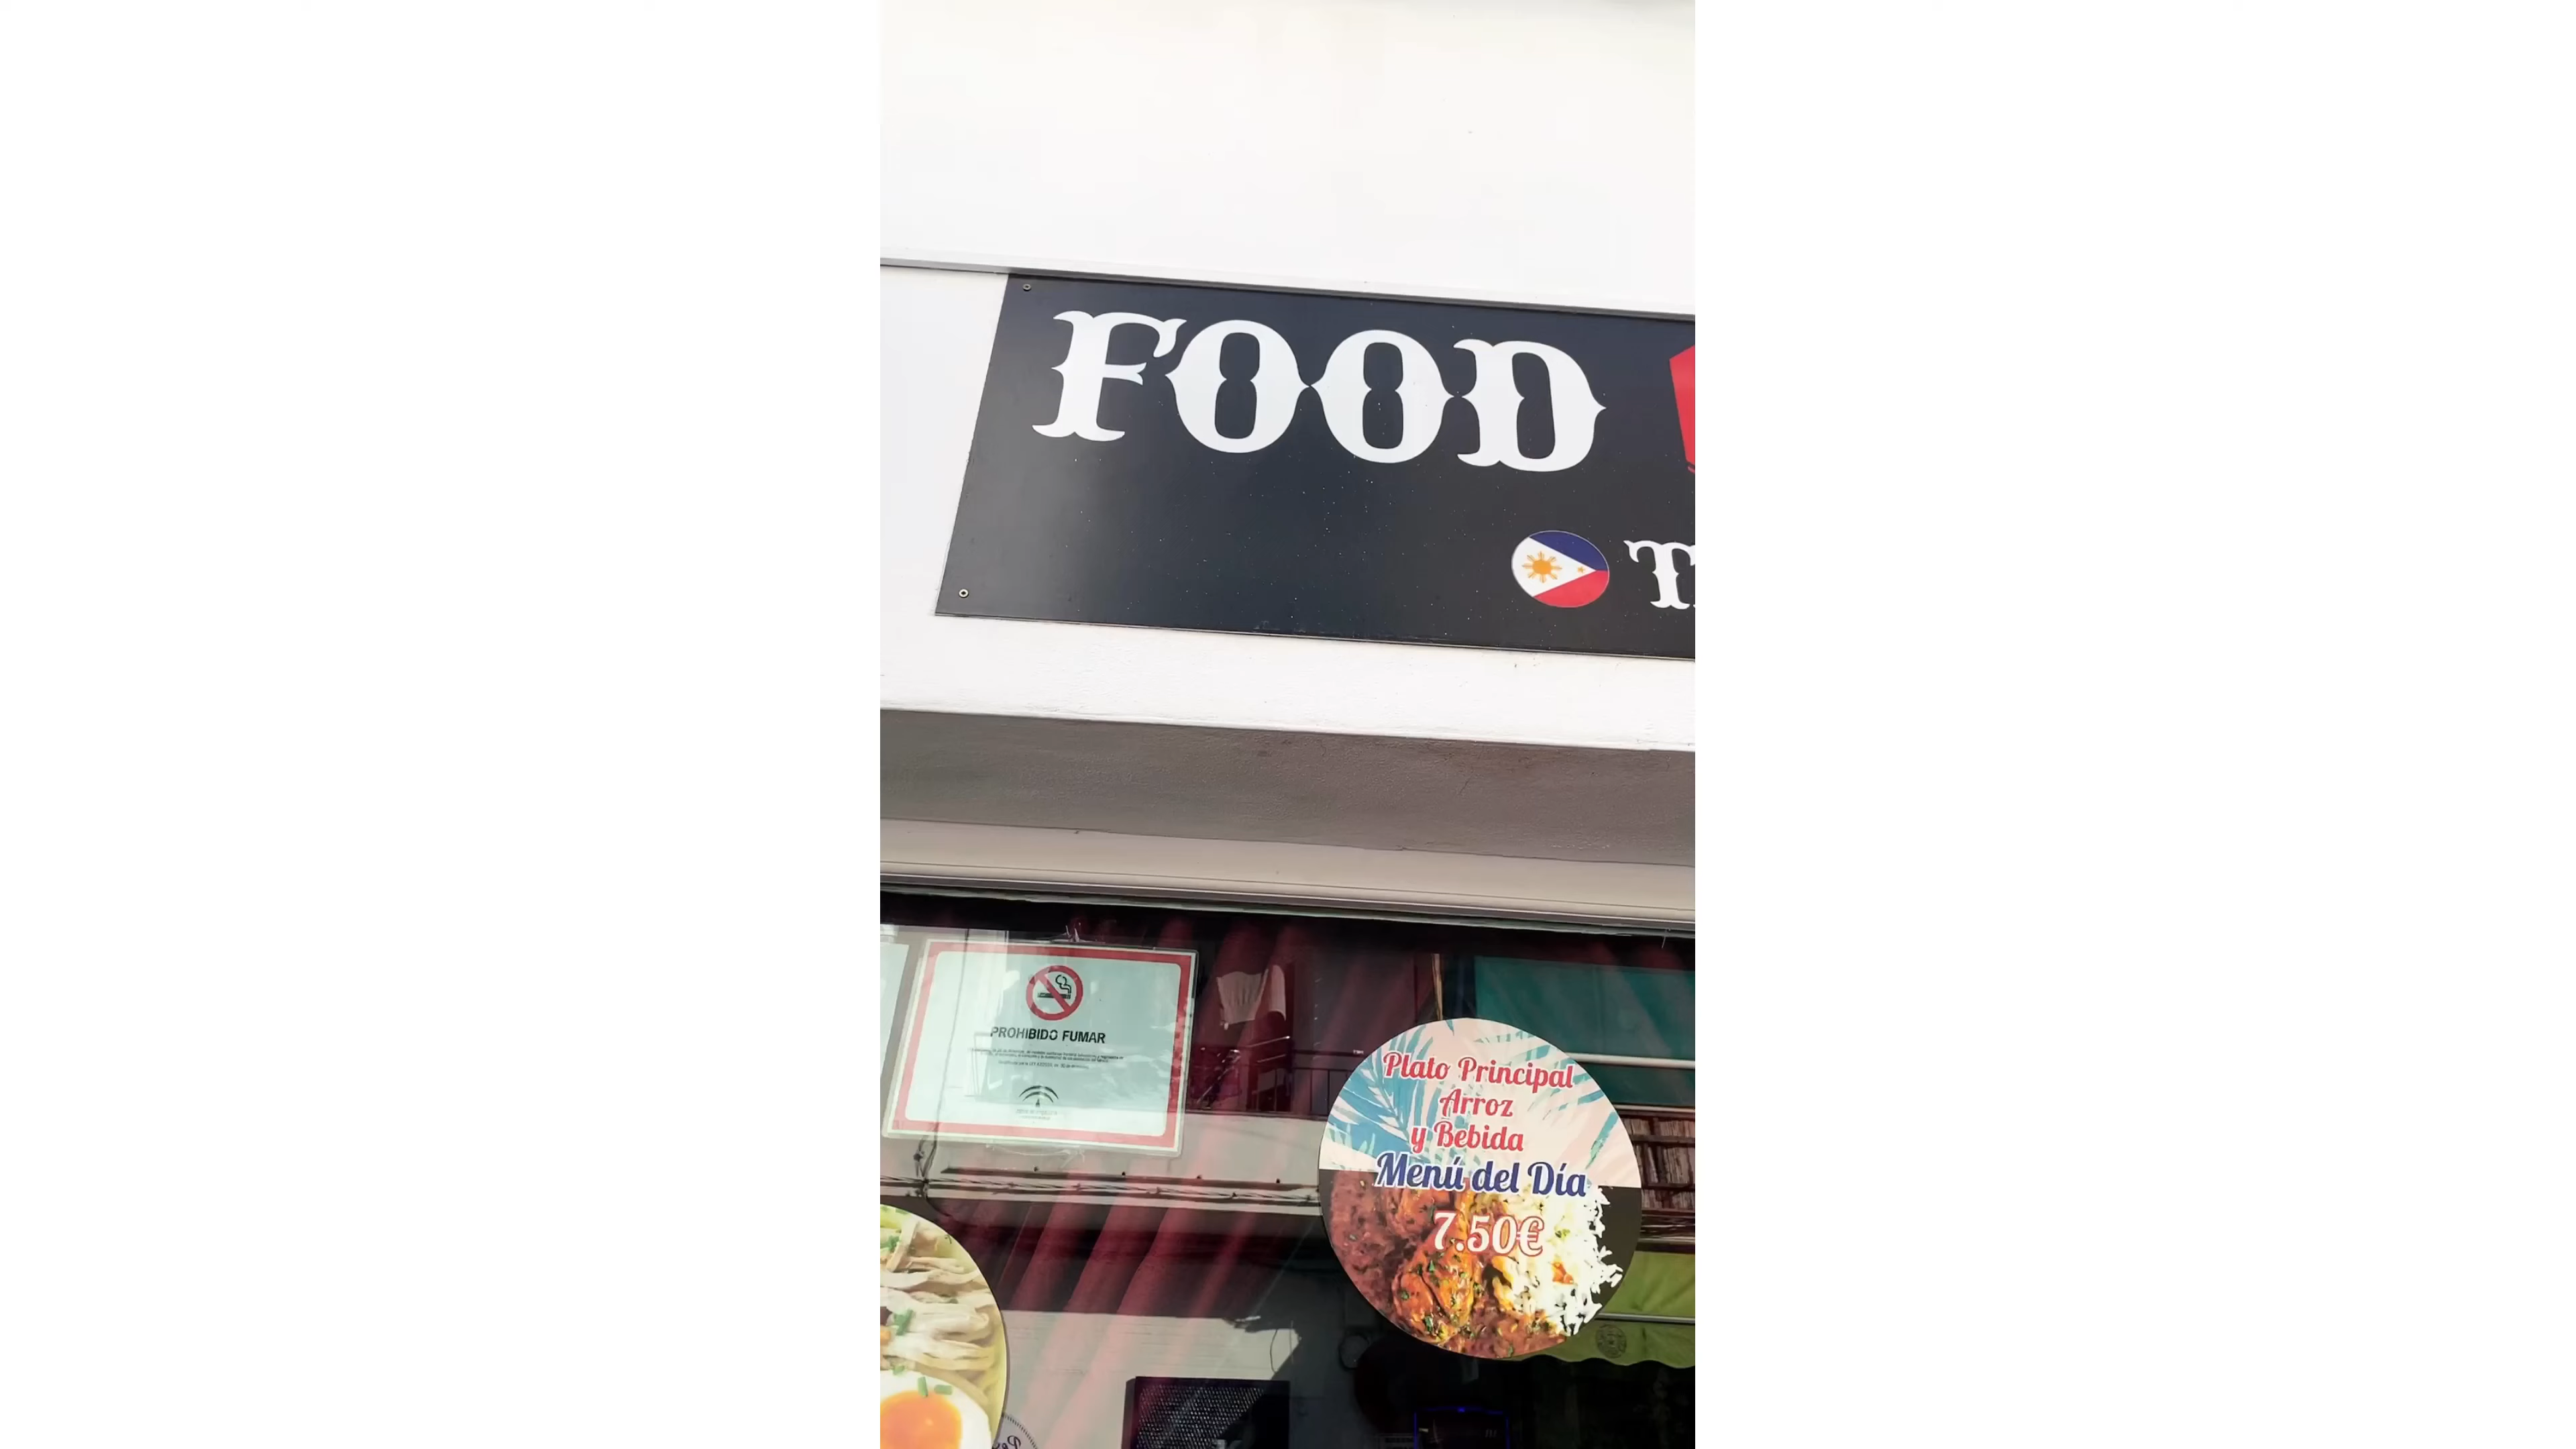 FOOD
PROHIBIDO FUMAR
Plato Principal
Arroz
y Bebida
Menú del Día
7.50€